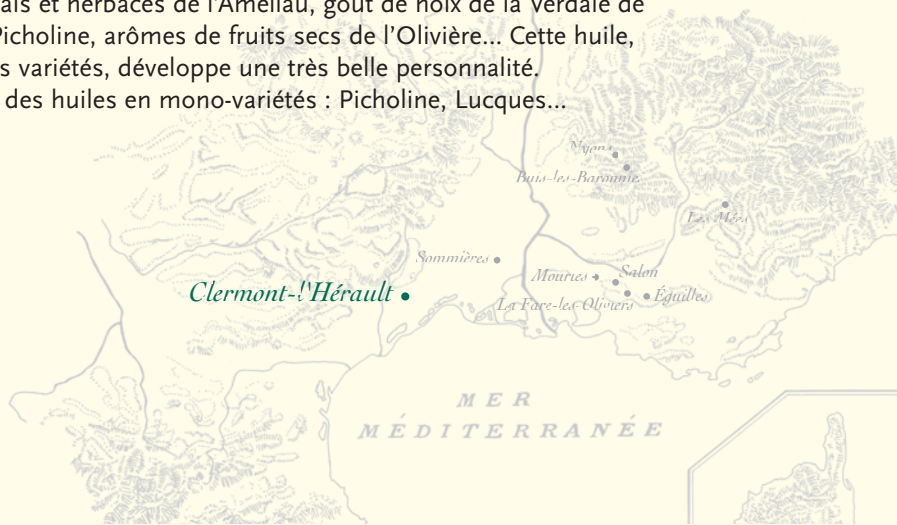 ais et herbacés de l'Amellau, goût de noix de la Verdale de
Picholine, arômes de fruits secs de l'Olivière... Cette huile,
s variétés, développe une très belle personnalité.
des huiles en mono-variétés : Picholine, Lucques...
Nyons
Buis-les-Baronnies
Les Mées
Sommières
Mouriès
Salon
Clermont-l'Hérault
La Fare-les-Oliviers
Éguilles
MER
MÉDITERRANÉE